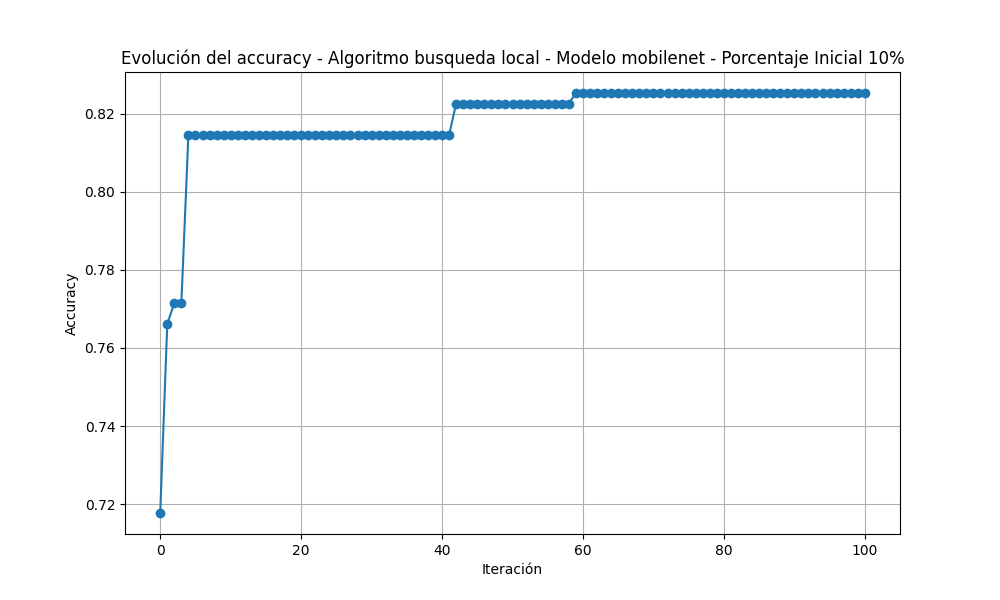 Evolución del accuracy - Algoritmo busqueda local - Modelo mobilenet - Porcentaje Inicial 10%
0.82
0.80
0.78
0.76
0.74
0.72
Accuracy
0 20 40 60 80 100
Iteración